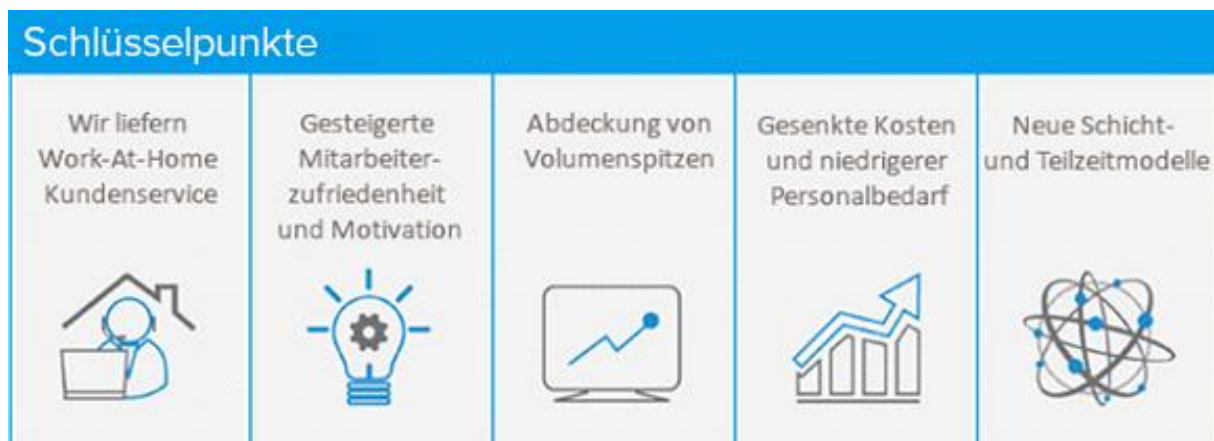 Schlüsselpunkte
Wir liefern
Work-At-Home
Kundenservice
Gesteigerte
Mitarbeiter-
zufriedenheit
und Motivation
Abdeckung von
Volumenspitzen
Gesenkte Kosten
und niedrigerer
Personalbedarf
Neue Schicht-
und Teilzeitmodelle